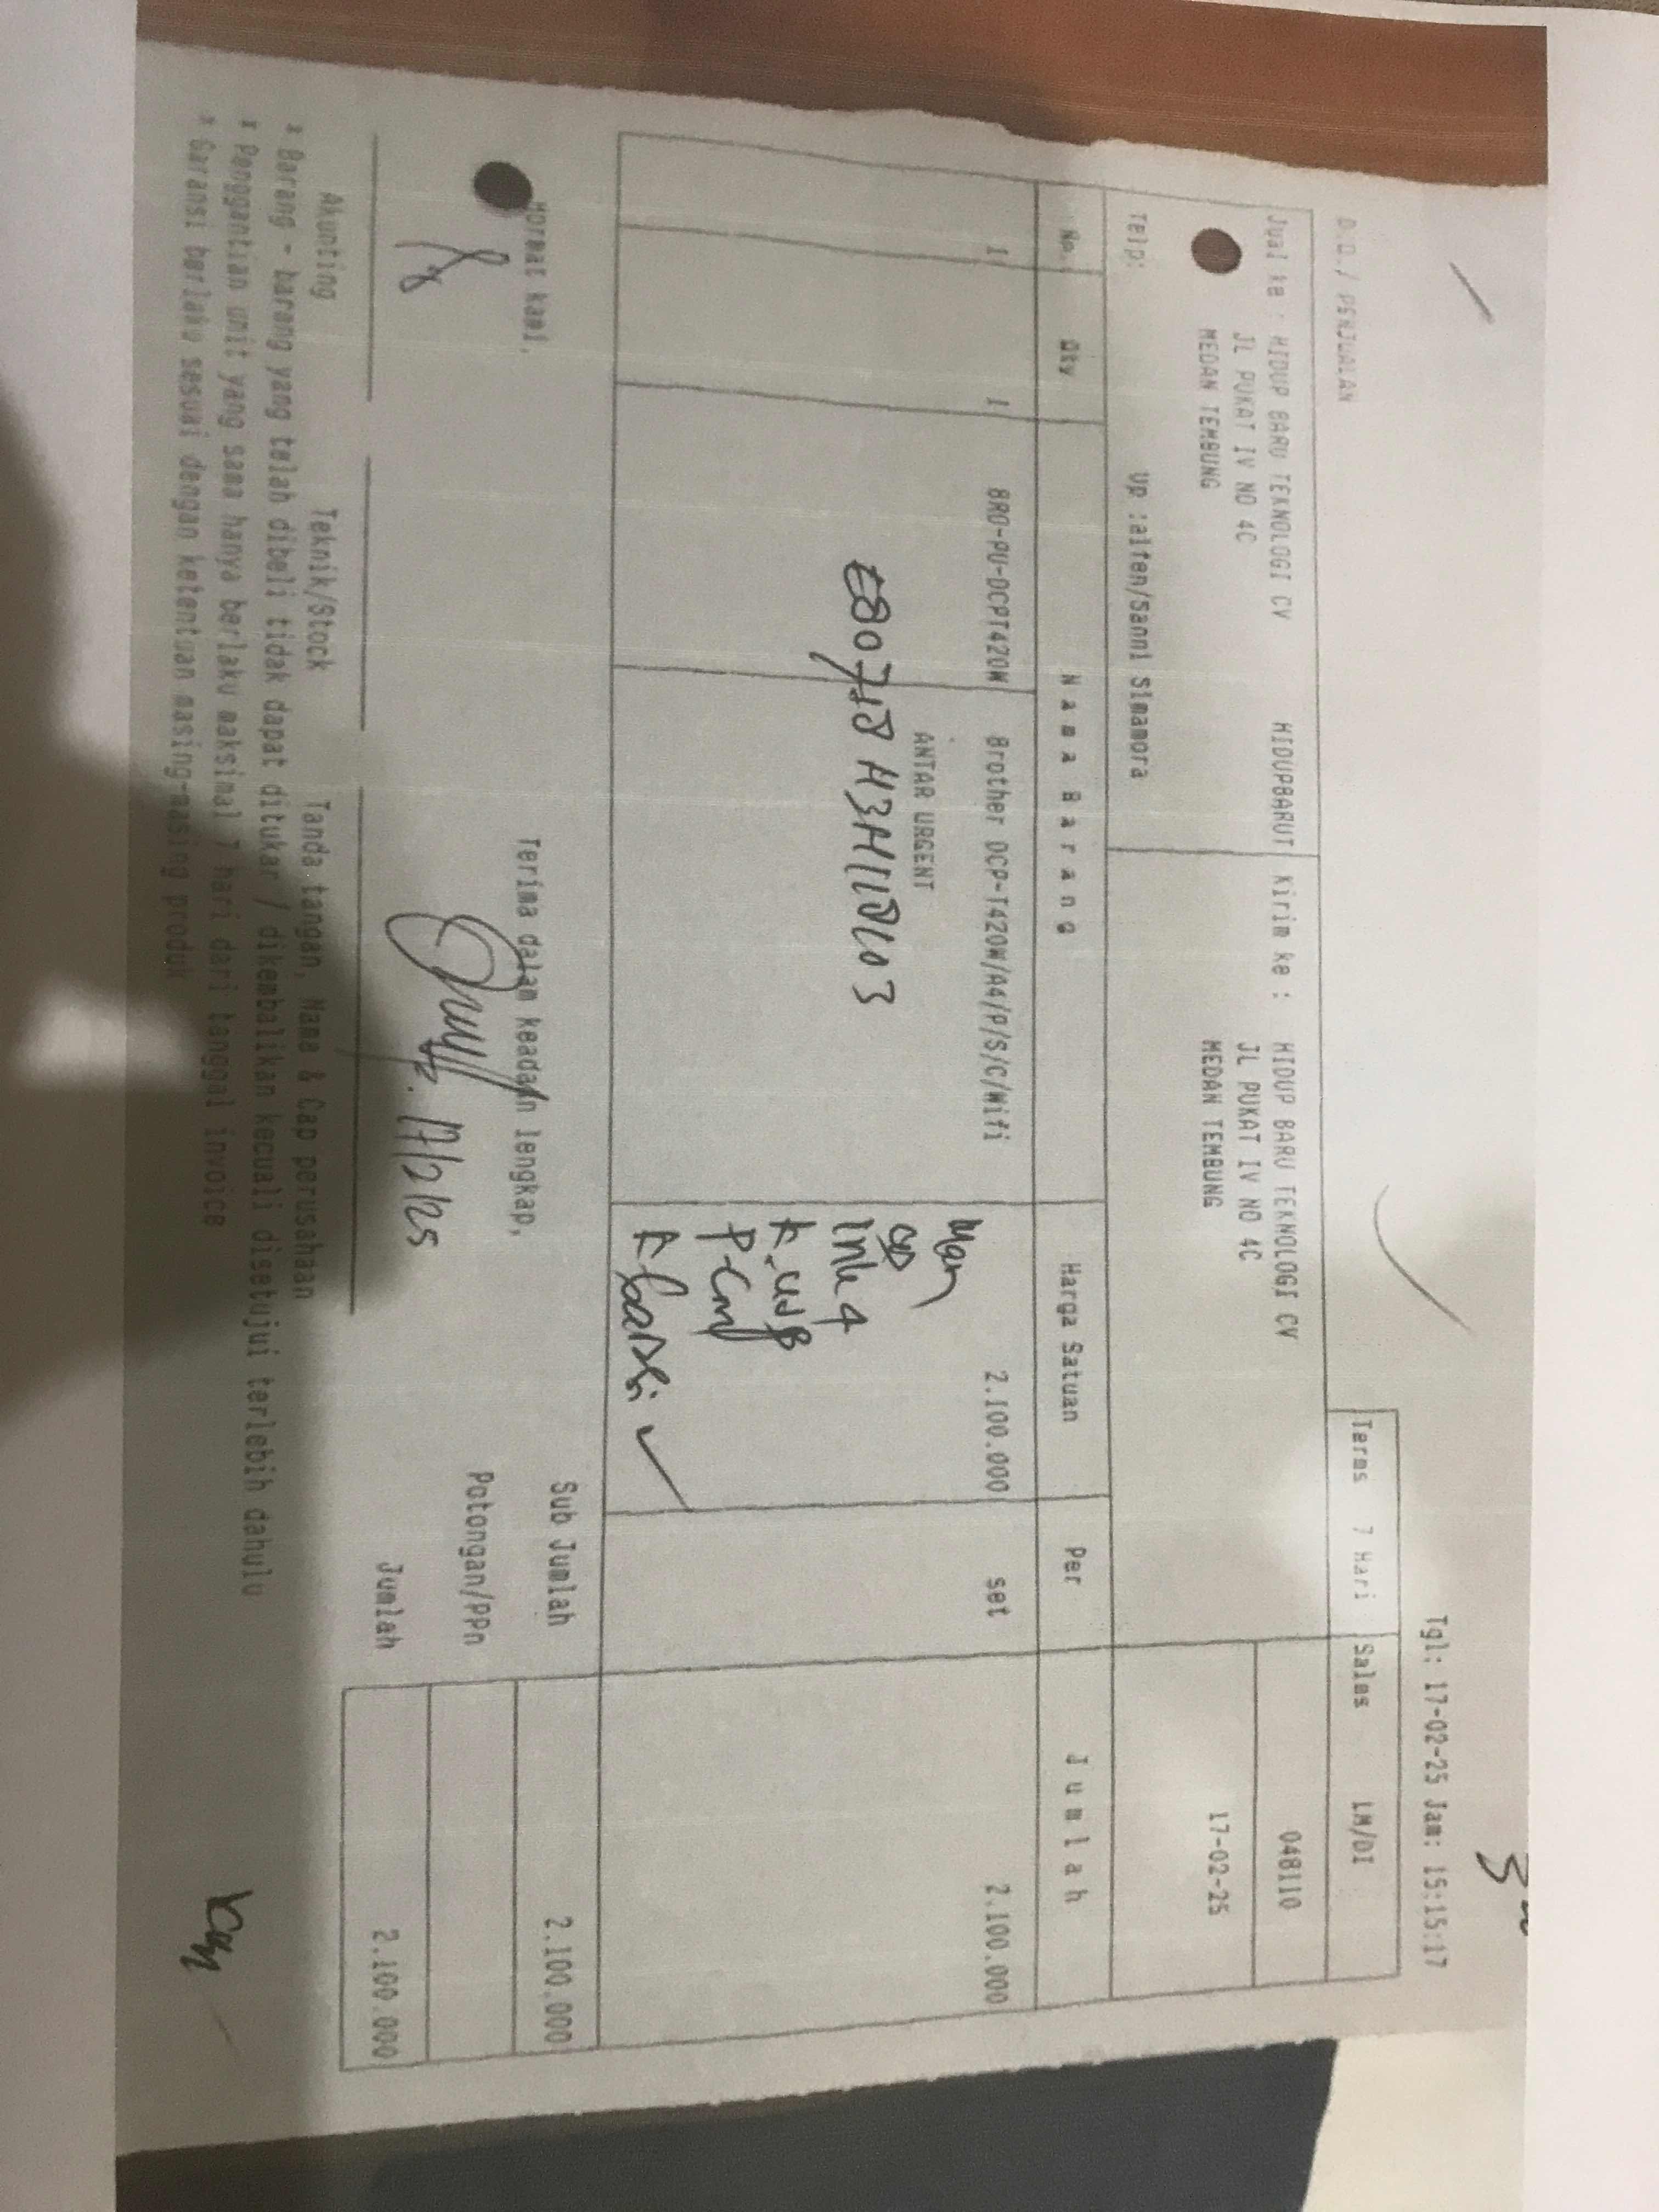 Tgl: 17-02-25 Jam: 15:15:17
D.O./ PENJUALAN
Terms 7 Hari Sales LM/DI
Jual ke : HIDUP BARU TEKNOLOGI CV HIDUPBARUT Kirim ke : HIDUP BARU TEKNOLOGI CV 048110
JL PUKAT IV NO 4C JL PUKAT IV NO 4C
MEDAN TEMBUNG MEDAN TEMBUNG 17-02-25
Telp: Up :alfen/Sanni Simamora
No. Qty Nama Barang Harga Satuan Per Jumlah
1 1 BRO-PU-DCPT420W Brother DCP-T420W/A4/P/S/C/Wifi 2.100.000 set 2.100.000
Man
ANTAR URGENT
CD
Ink 4
K.USB
Sub Jumlah 2.100.000
Hormat kami, Terima dalam keadaan lengkap,
Potongan/PPn
17/2/25
Jumlah 2.100.000
Akunting Teknik/Stock Tanda tangan, Nama & Cap perusahaan
* Barang - barang yang telah dibeli tidak dapat ditukar / dikembalikan kecuali disetujui terlebih dahulu
* Penggantian unit yang sama hanya berlaku maksimal 7 hari dari tanggal invoice
* Garansi berlaku sesuai dengan ketentuan masing-masing produk